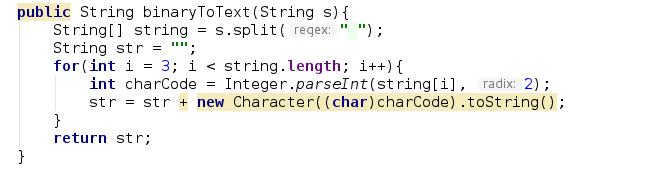 public String binaryToText(String s){
    String[] string = s.split( regex: " ");
    String str = "";
    for(int i = 3; i < string.length; i++){
        int charCode = Integer.parseInt(string[i], radix: 2);
        str = str + new Character((char)charCode).toString();
    }
    return str;
}